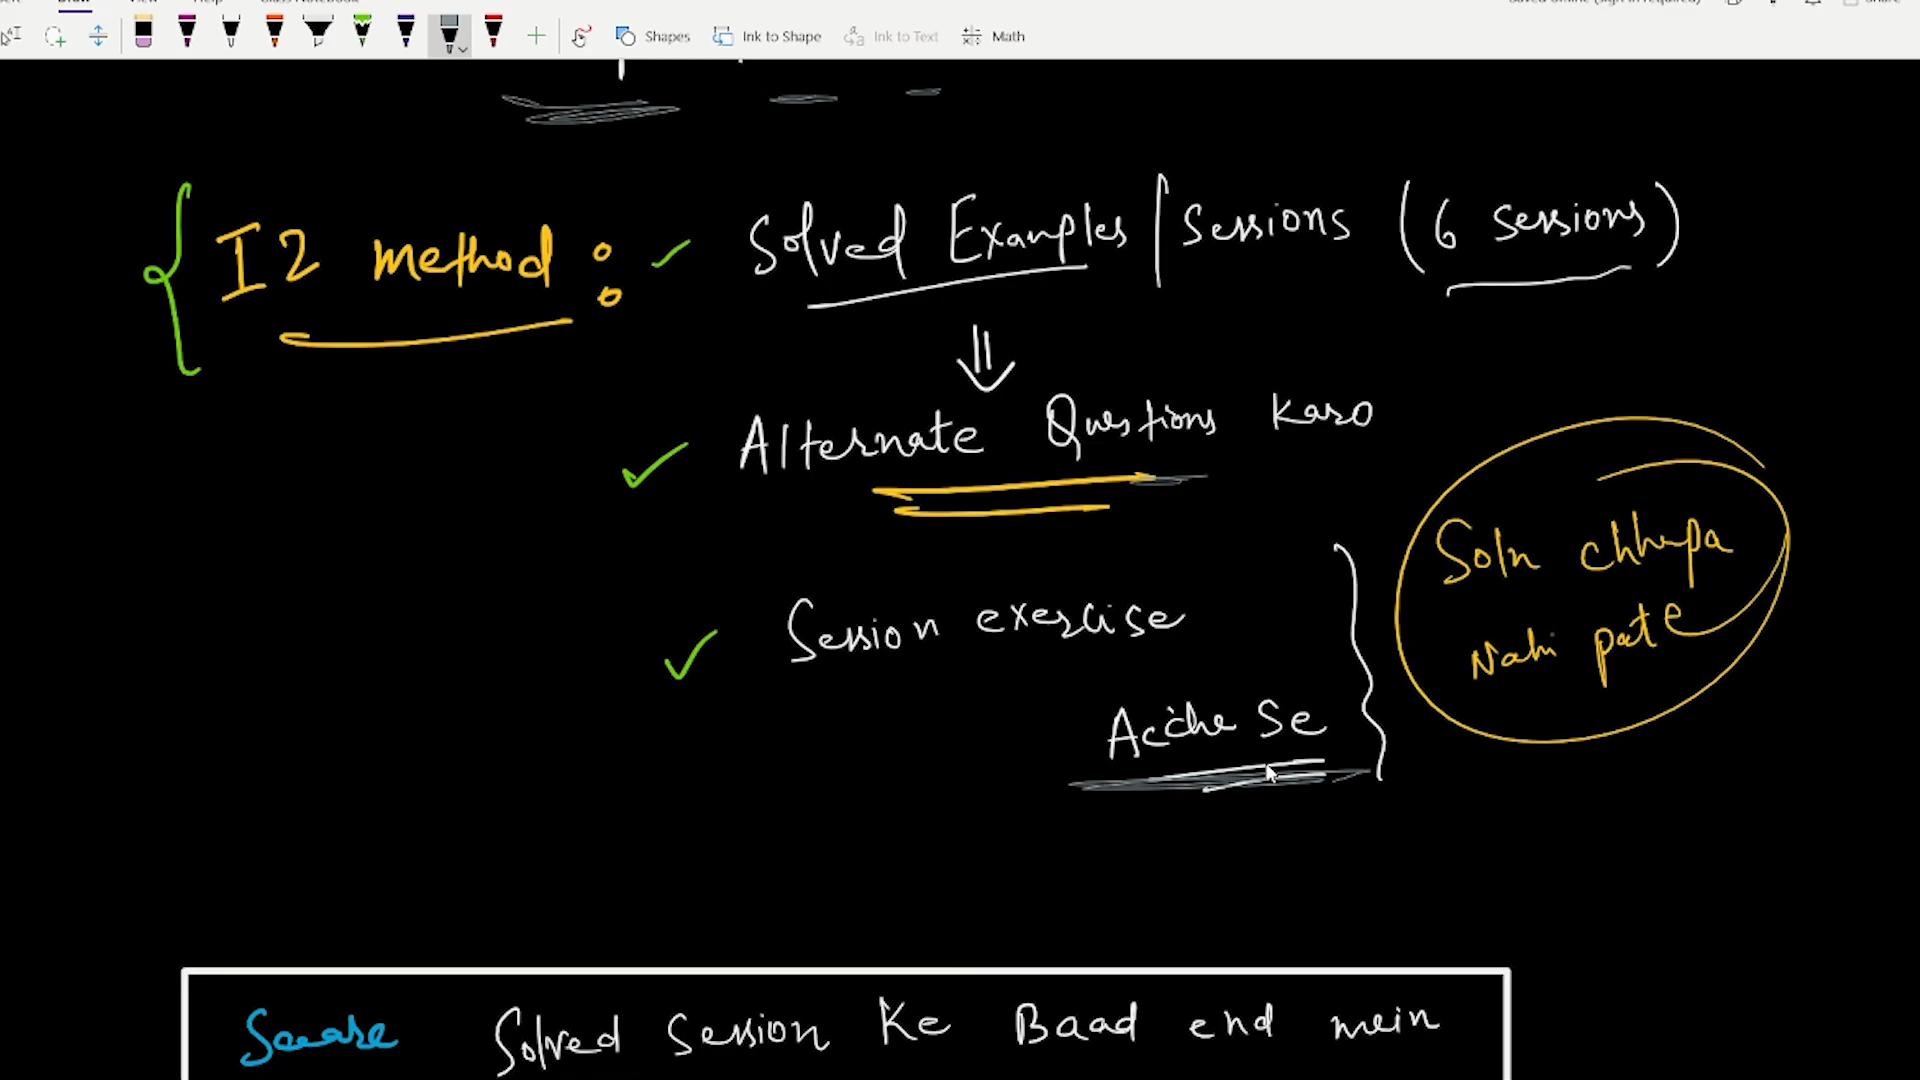 Shapes Ink to Shape Ink to Text Math
I2 method : Solved Examples | Sessions (6 sessions)
Alternate Questions Karo
Soln chhupa
Nahi pate
Session exercise
Acche Se
Saare Solved Session Ke Baad end mein